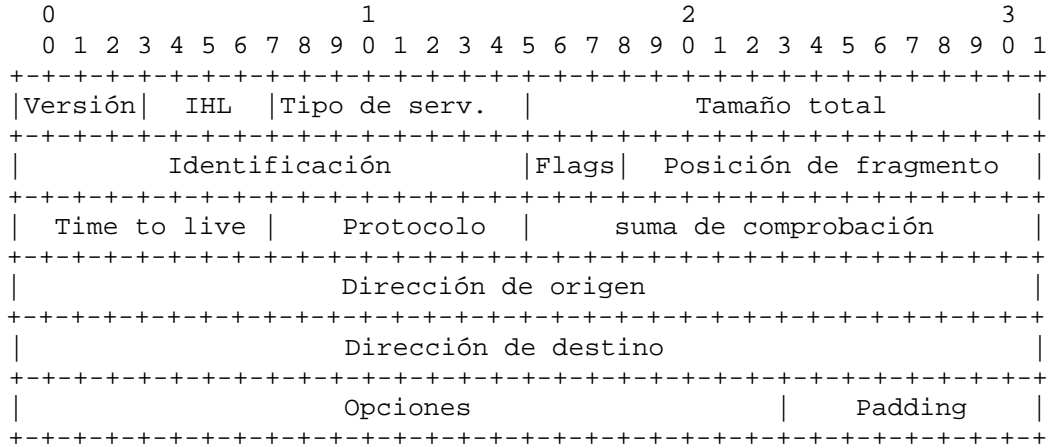 0 1 2 3
0 1 2 3 4 5 6 7 8 9 0 1 2 3 4 5 6 7 8 9 0 1 2 3 4 5 6 7 8 9 0 1
+-+-+-+-+-+-+-+-+-+-+-+-+-+-+-+-+-+-+-+-+-+-+-+-+-+-+-+-+-+-+-+-+
|Versión| IHL |Tipo de serv. | Tamaño total |
+-+-+-+-+-+-+-+-+-+-+-+-+-+-+-+-+-+-+-+-+-+-+-+-+-+-+-+-+-+-+-+-+
| Identificación |Flags| Posición de fragmento |
+-+-+-+-+-+-+-+-+-+-+-+-+-+-+-+-+-+-+-+-+-+-+-+-+-+-+-+-+-+-+-+-+
| Time to live | Protocolo | suma de comprobación |
+-+-+-+-+-+-+-+-+-+-+-+-+-+-+-+-+-+-+-+-+-+-+-+-+-+-+-+-+-+-+-+-+
| Dirección de origen |
+-+-+-+-+-+-+-+-+-+-+-+-+-+-+-+-+-+-+-+-+-+-+-+-+-+-+-+-+-+-+-+-+
| Dirección de destino |
+-+-+-+-+-+-+-+-+-+-+-+-+-+-+-+-+-+-+-+-+-+-+-+-+-+-+-+-+-+-+-+-+
| Opciones | Padding |
+-+-+-+-+-+-+-+-+-+-+-+-+-+-+-+-+-+-+-+-+-+-+-+-+-+-+-+-+-+-+-+-+